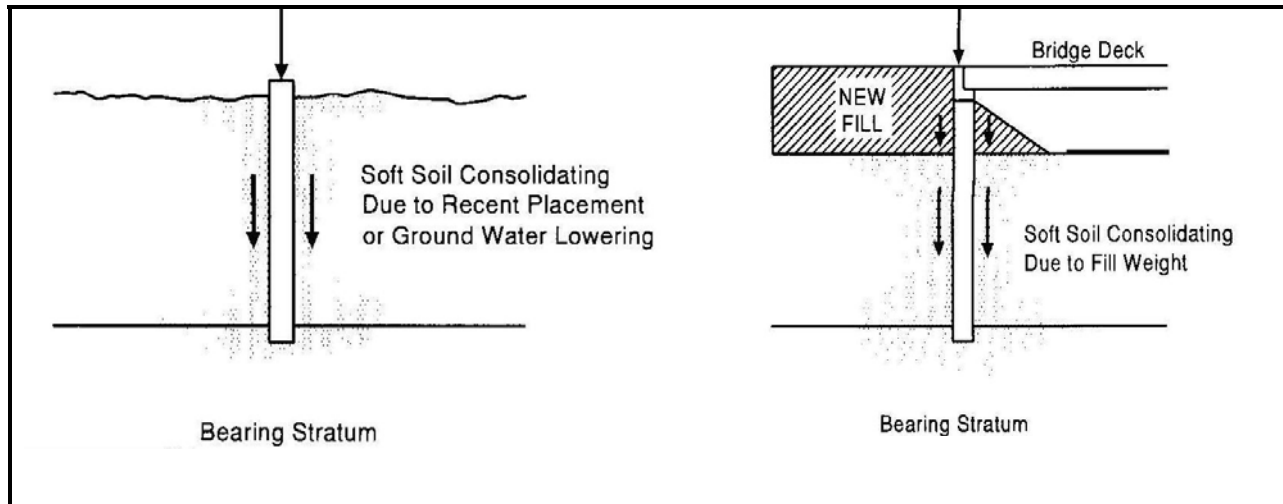 Soft Soil Consolidating
Due to Recent Placement
or Ground Water Lowering
Bearing Stratum
Bridge Deck
NEW
FILL
Soft Soil Consolidating
Due to Fill Weight
Bearing Stratum